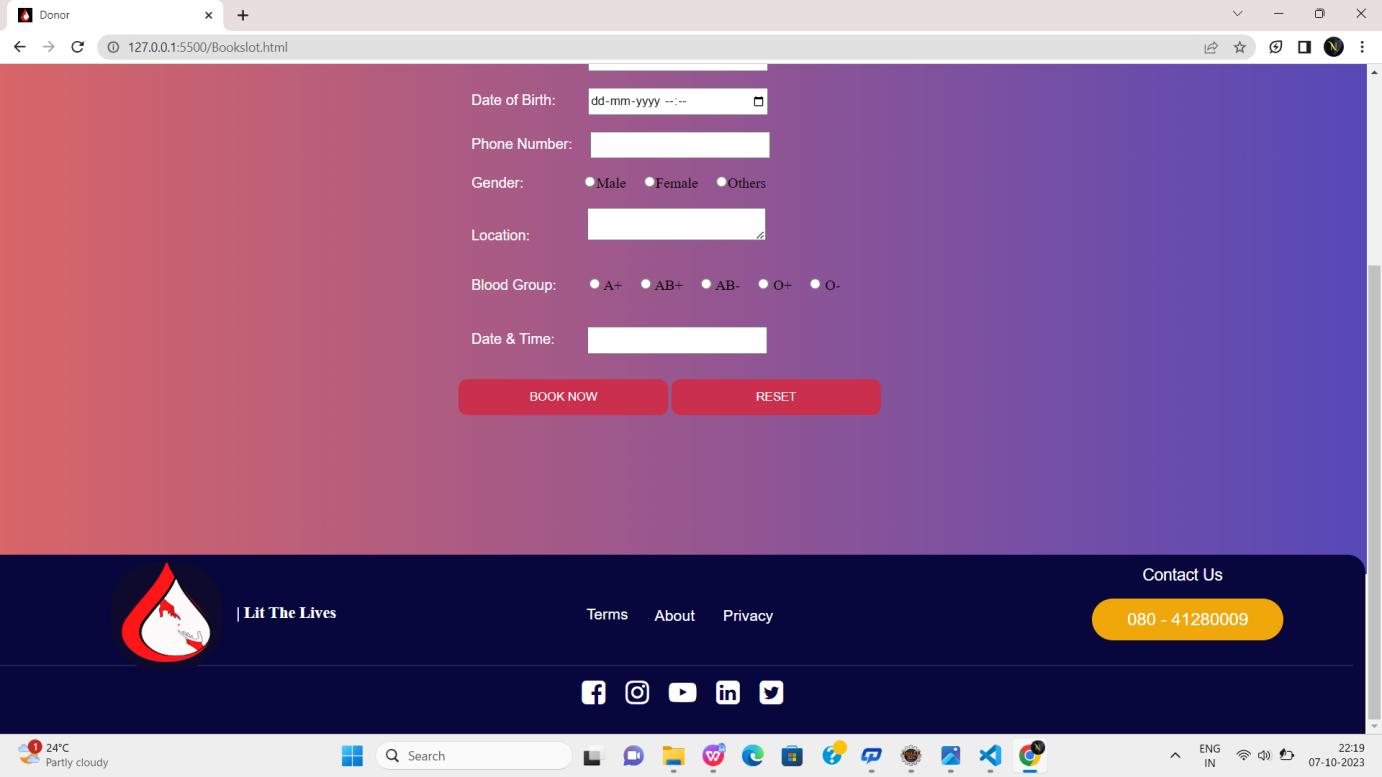 Donor
127.0.0.1:5500/Bookslot.html
N
Date of Birth: dd-mm-yyyy --:--
Phone Number:
Gender: Male Female Others
Location:
Blood Group: A+ AB+ AB- O+ O-
Date & Time:
BOOK NOW RESET
Contact Us
| Lit The Lives Terms About Privacy 080 - 41280009
1 24°C
Partly cloudy
Search
ENG
IN
22:19
07-10-2023